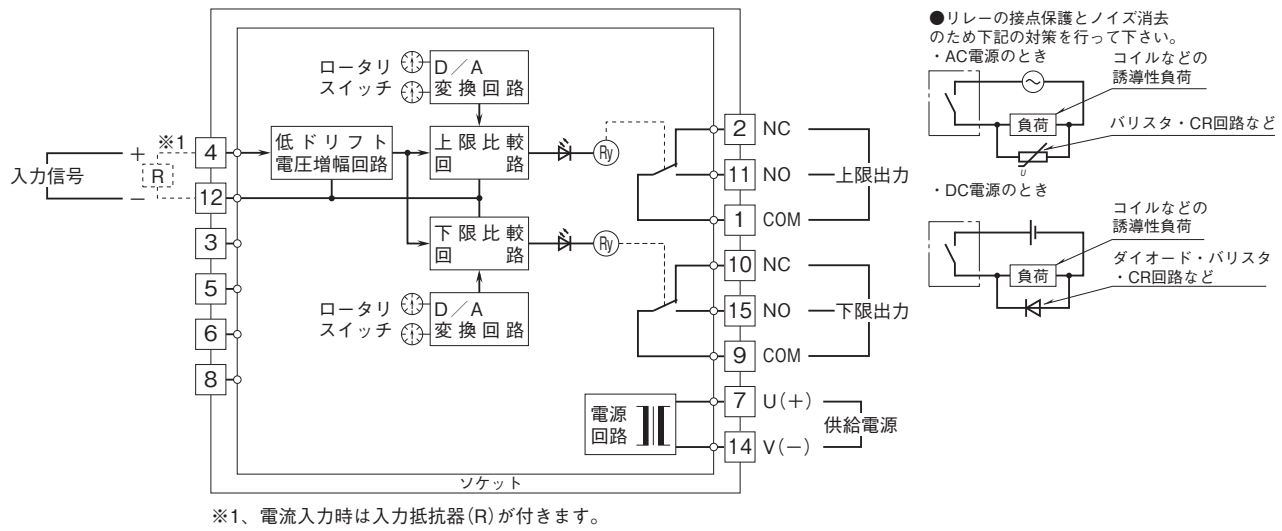 ロータリ
スイッチ
D/A
変換回路
※1
4
低ドリフト
電圧増幅回路
上限比較
回路
Ry
2 NC
入力信号
+
R
−
11 NO
上限出力
12
1 COM
3
下限比較
回路
Ry
10 NC
5
ロータリ
スイッチ
D/A
変換回路
15 NO
下限出力
6
9 COM
8
電源
回路
7 U(+)
供給電源
14 V(−)
ソケット
※1、電流入力時は入力抵抗器(R)が付きます。
●リレーの接点保護とノイズ消去
のため下記の対策を行って下さい。
・AC電源のとき
コイルなどの
誘導性負荷
負荷
バリスタ・CR回路など
U
・DC電源のとき
コイルなどの
誘導性負荷
負荷
ダイオード・バリスタ
・CR回路など